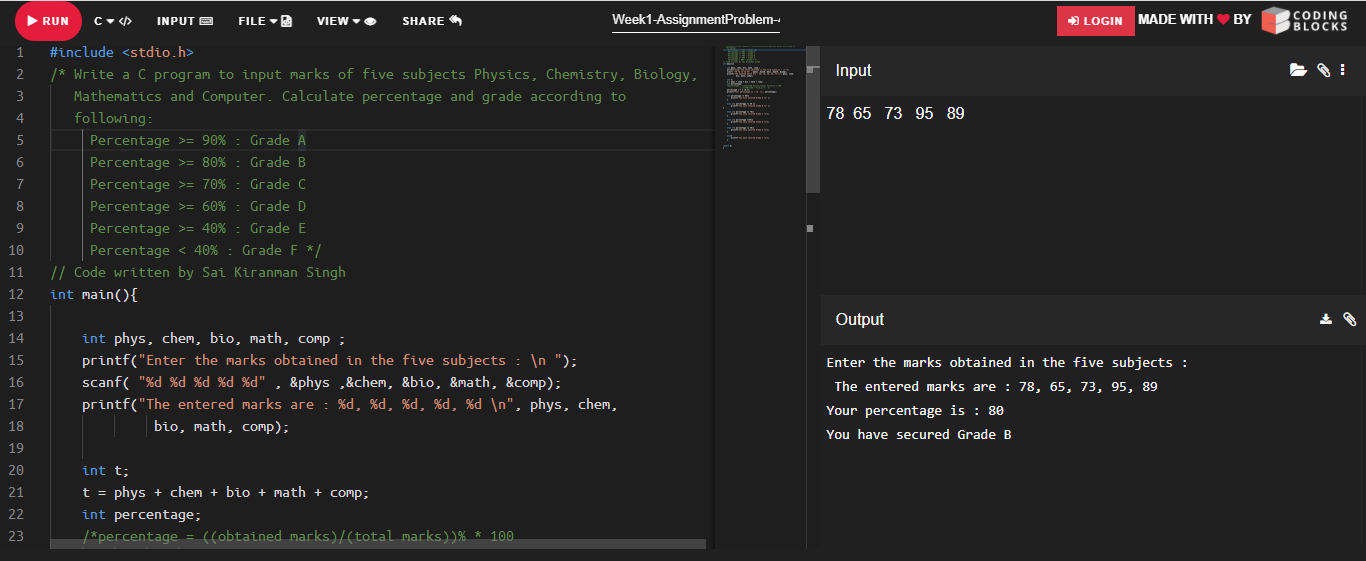 RUN C INPUT FILE VIEW SHARE Week1-AssignmentProblem- LOGIN MADE WITH BY CODING BLOCKS
1 #include <stdio.h>
2 /* Write a C program to input marks of five subjects Physics, Chemistry, Biology,
3 Mathematics and Computer. Calculate percentage and grade according to
4 following:
5 Percentage >= 90% : Grade A
6 Percentage >= 80% : Grade B
7 Percentage >= 70% : Grade C
8 Percentage >= 60% : Grade D
9 Percentage >= 40% : Grade E
10 Percentage < 40% : Grade F */
11 // Code written by Sai Kiranman Singh
12 int main(){
13
14 int phys, chem, bio, math, comp ;
15 printf("Enter the marks obtained in the five subjects : \n ");
16 scanf( "%d %d %d %d %d" , &phys ,&chem, &bio, &math, &comp);
17 printf("The entered marks are : %d, %d, %d, %d, %d \n", phys, chem,
18 bio, math, comp);
19
20 int t;
21 t = phys + chem + bio + math + comp;
22 int percentage;
23 /*percentage = ((obtained marks)/(total marks))% * 100
Input
78 65 73 95 89
Output
Enter the marks obtained in the five subjects :
The entered marks are : 78, 65, 73, 95, 89
Your percentage is : 80
You have secured Grade B